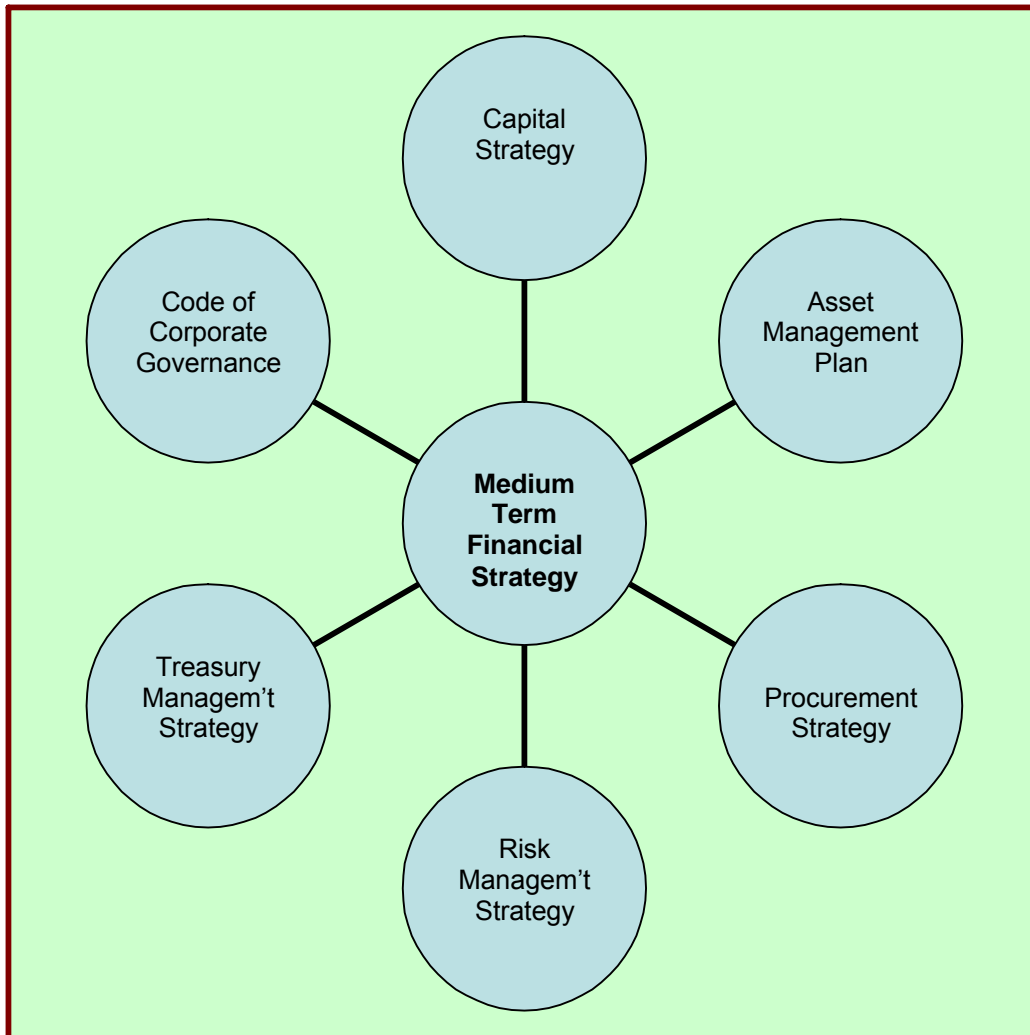 Capital
Strategy
Code of
Corporate
Governance
Asset
Management
Plan
Medium
Term
Financial
Strategy
Treasury
Managem’t
Strategy
Procurement
Strategy
Risk
Managem’t
Strategy